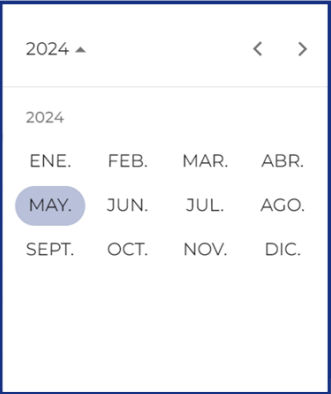 2024
2024
ENE. FEB. MAR. ABR.
MAY. JUN. JUL. AGO.
SEPT. OCT. NOV. DIC.